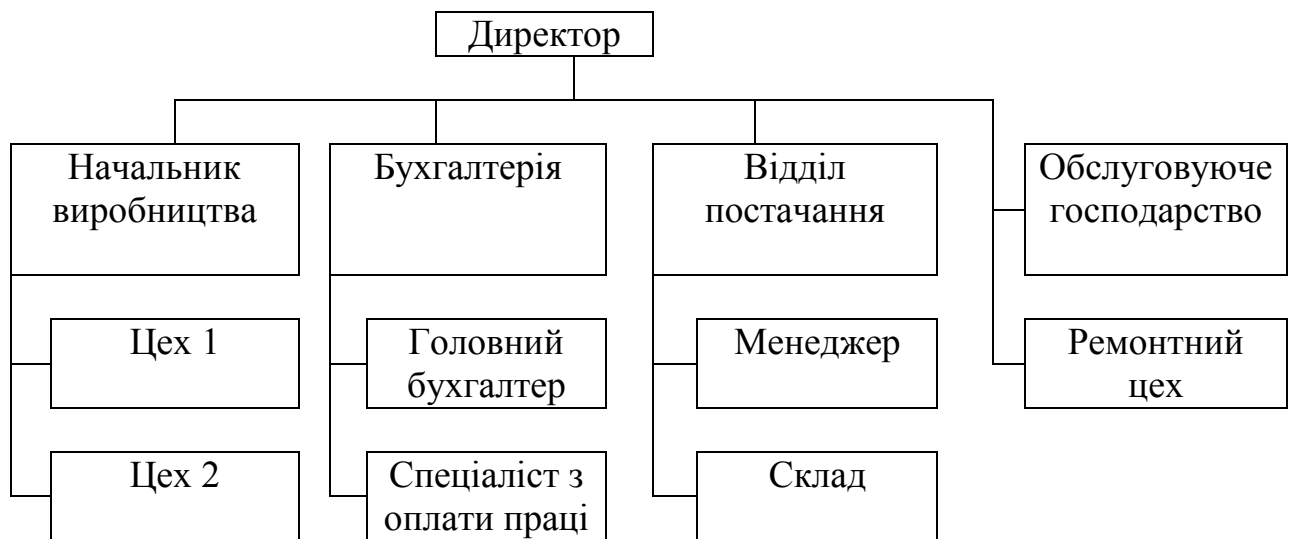 Директор
Начальник
виробництва
Бухгалтерія
Відділ
постачання
Обслуговуюче
господарство
Цех 1
Головний
бухгалтер
Менеджер
Ремонтний
цех
Цех 2
Спеціаліст з
оплати праці
Склад